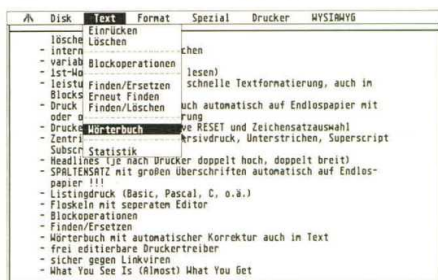 Disk Text Format Spezial Drucker WYSIAWYG
Einrücken
Löschen
Blockoperationen
Finden/Ersetzen
Erneut Finden
Finden/Löschen
Wörterbuch
Statistik
lösche
- intern chen
- variab
- 1st-Wo lesen)
- leistu schnelle Textformatierung, auch im
Blocks
- Druck uch automatisch auf Endlospapier mit
oder o rung
- Drucke ve RESET und Zeichensatzauswahl
- Zentri ersivdruck, Unterstrichen, Superscript
Subscr
- Headlines (je nach Drucker doppelt hoch, doppelt breit)
- SPALTENSATZ mit großen Überschriften automatisch auf Endlos-
papier !!!
- Listingdruck (Basic, Pascal, C, o.ä.)
- Floskeln mit seperatem Editor
- Blockoperationen
- Finden/Ersetzen
- Wörterbuch mit automatischer Korrektur auch im Text
- frei editierbare Druckertreiber
- sicher gegen Linkviren
- What You See Is (Almost) What You Get